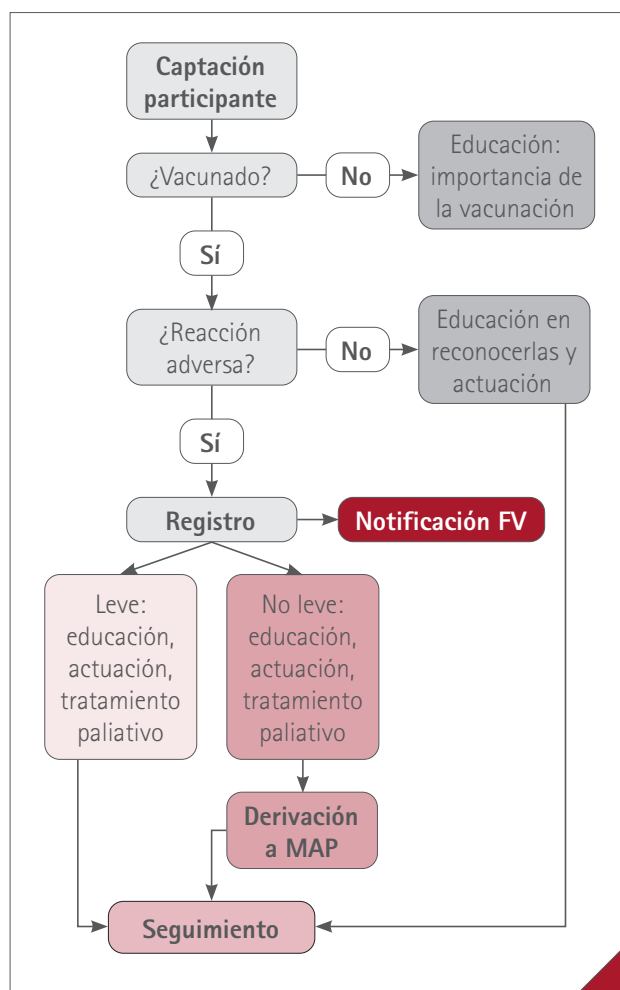 Captación
participante
¿Vacunado?
No
Educación:
importancia de
la vacunación
Sí
¿Reacción
adversa?
No
Educación en
reconocerlas y
actuación
Sí
Registro
Notificación FV
Leve:
educación,
actuación,
tratamiento
paliativo
No leve:
educación,
actuación,
tratamiento
paliativo
Derivación
a MAP
Seguimiento